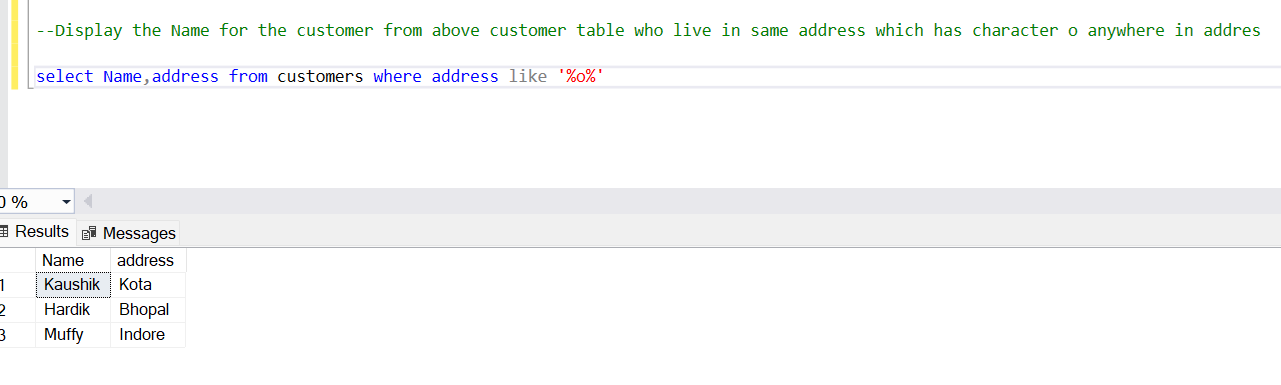 --Display the Name for the customer from above customer table who live in same address which has character o anywhere in addres
select Name,address from customers where address like '%o%'
0 %
Results Messages
Name address
1 Kaushik Kota
2 Hardik Bhopal
3 Muffy Indore